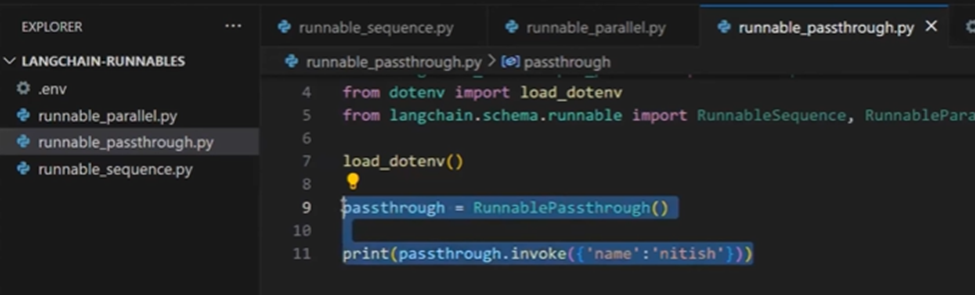 EXPLORER ...
LANGCHAIN-RUNNABLES
.env
runnable_parallel.py
runnable_passthrough.py
runnable_sequence.py
runnable_sequence.py runnable_parallel.py runnable_passthrough.py
runnable_passthrough.py > passthrough
4 from dotenv import load_dotenv
5 from langchain.schema.runnable import RunnableSequence, RunnablePara
6
7 load_dotenv()
8
9 passthrough = RunnablePassthrough()
10
11 print(passthrough.invoke({'name':'nitish'}))